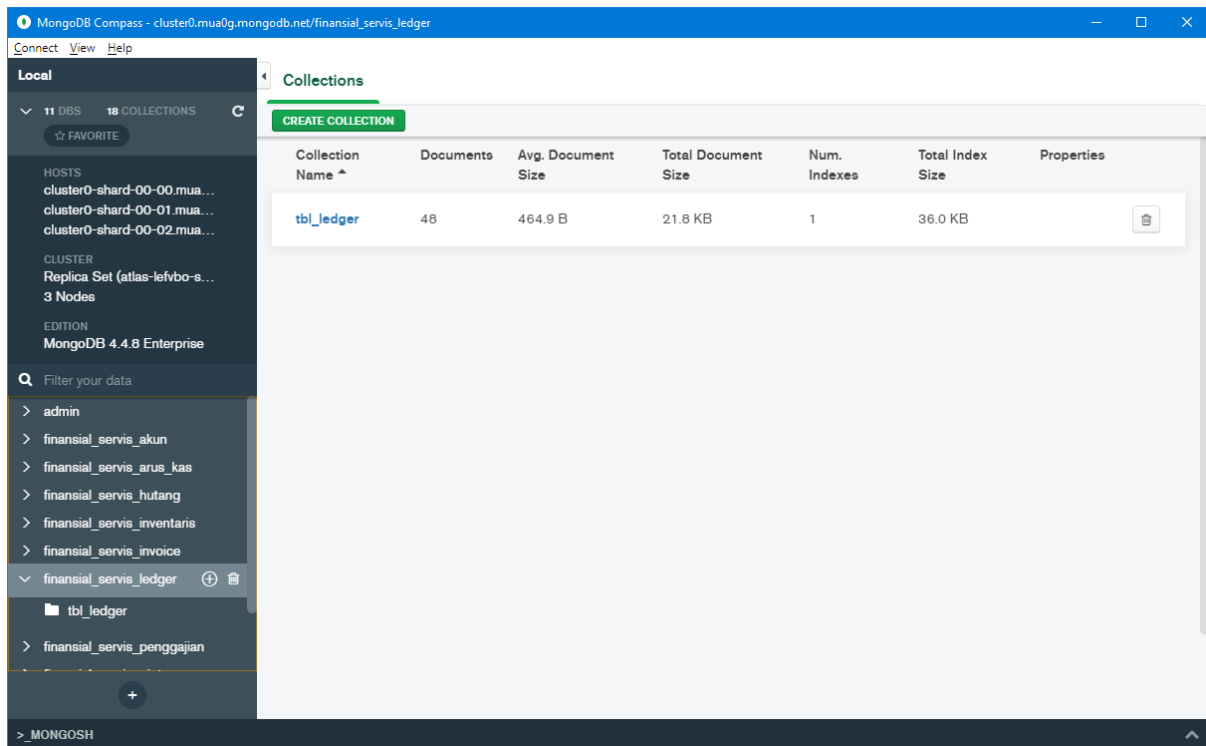 MongoDB Compass - cluster0.mua0g.mongodb.net/finansial_servis_ledger
Connect View Help
Local
11 DBS 18 COLLECTIONS
FAVORITE
HOSTS
cluster0-shard-00-00.mua...
cluster0-shard-00-01.mua...
cluster0-shard-00-02.mua...
CLUSTER
Replica Set (atlas-lefvbo-s...
3 Nodes
EDITION
MongoDB 4.4.8 Enterprise
Filter your data
admin
finansial_servis_akun
finansial_servis_arus_kas
finansial_servis_hutang
finansial_servis_inventaris
finansial_servis_invoice
finansial_servis_ledger
tbl_ledger
finansial_servis_penggajian
>_MONGOSH
Collections
CREATE COLLECTION
Collection Name Documents Avg. Document Size Total Document Size Num. Indexes Total Index Size Properties
tbl_ledger 48 464.9 B 21.8 KB 1 36.0 KB